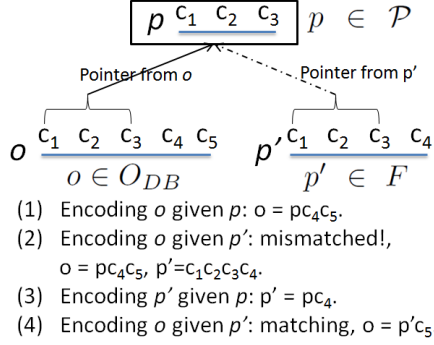 p c₁ c₂ c₃ p ∈ 𝒫
Pointer from o Pointer from p'
o c₁ c₂ c₃ c₄ c₅ p' c₁ c₂ c₃ c₄
o ∈ O_DB p' ∈ F
(1) Encoding o given p: o = pc₄c₅.
(2) Encoding o given p': mismatched!,
o = pc₄c₅, p'=c₁c₂c₃c₄.
(3) Encoding p' given p: p' = pc₄.
(4) Encoding o given p': matching, o = p'c₅